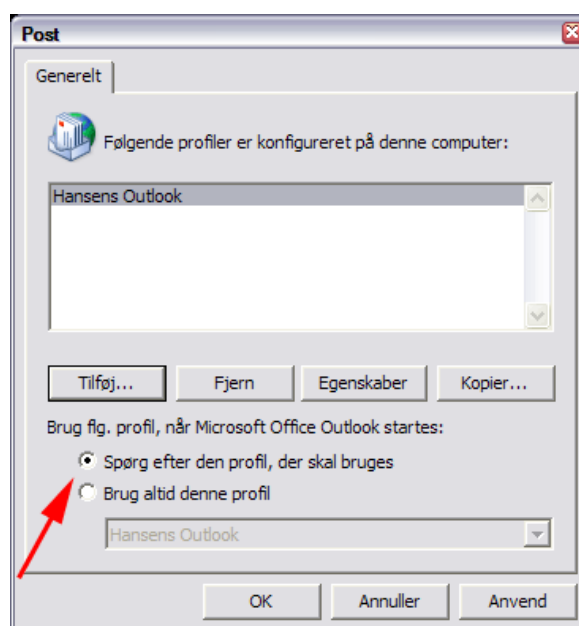 Post
Generelt
Følgende profiler er konfigureret på denne computer:
Hansens Outlook
Tilføj...
Fjern
Egenskaber
Kopier...
Brug flg. profil, når Microsoft Office Outlook startes:
Spørg efter den profil, der skal bruges
Brug altid denne profil
Hansens Outlook
OK
Annuller
Anvend